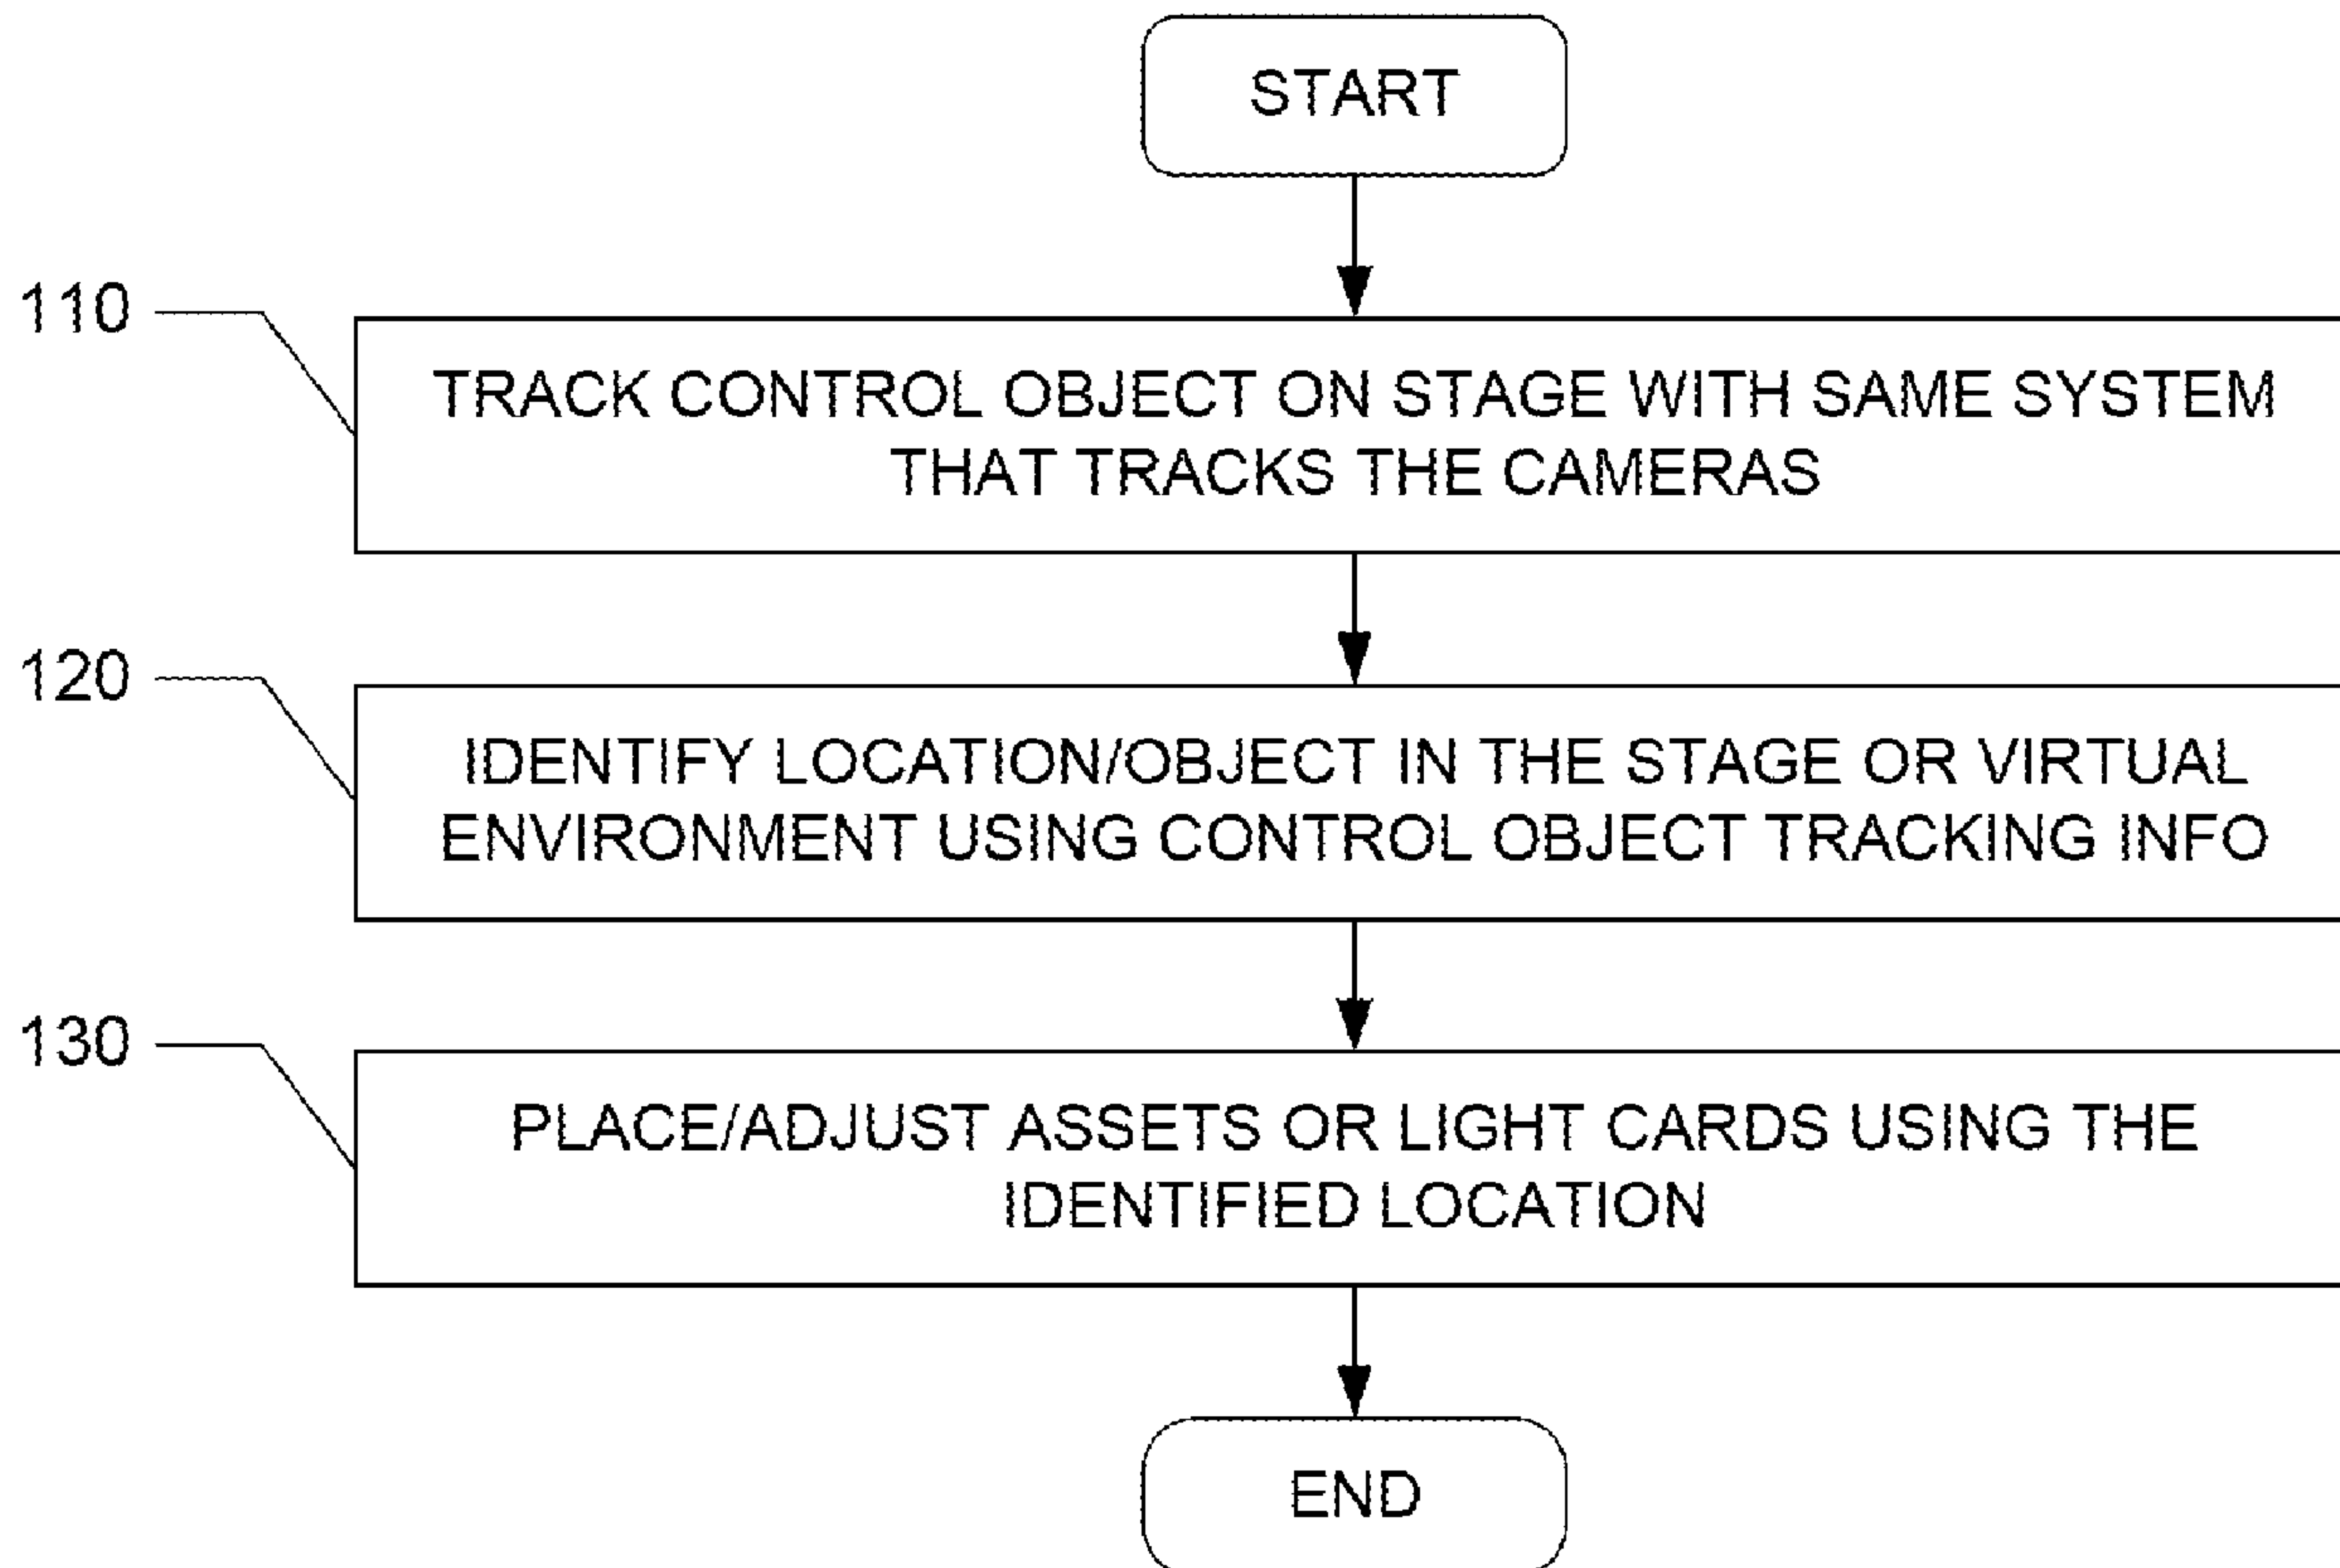 START
110
TRACK CONTROL OBJECT ON STAGE WITH SAME SYSTEM
THAT TRACKS THE CAMERAS
120
IDENTIFY LOCATION/OBJECT IN THE STAGE OR VIRTUAL
ENVIRONMENT USING CONTROL OBJECT TRACKING INFO
130
PLACE/ADJUST ASSETS OR LIGHT CARDS USING THE
IDENTIFIED LOCATION
END